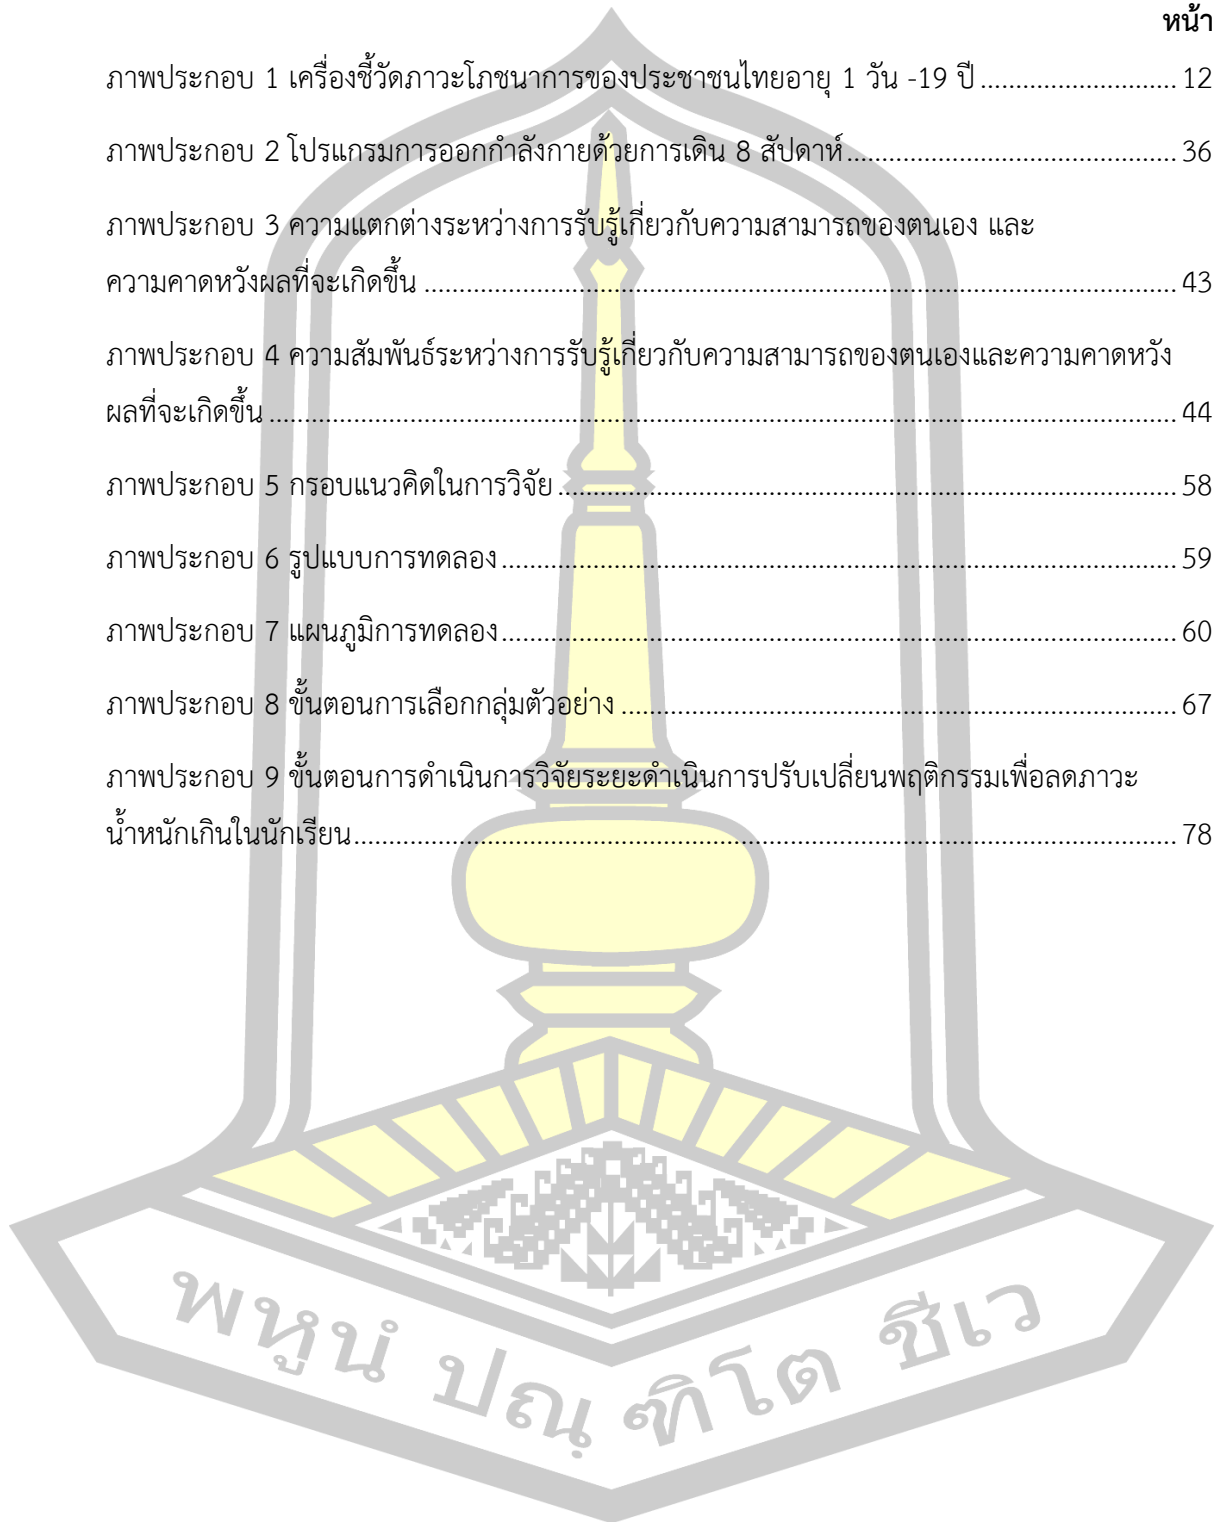 หน้า
ภาพประกอบ 1 เครื่องชี้วัดภาวะโภชนาการของประชาชนไทยอายุ 1 วัน -19 ปี ............................ 12
ภาพประกอบ 2 โปรแกรมการออกกำลังกายด้วยการเดิน 8 สัปดาห์ ............................ 36
ภาพประกอบ 3 ความแตกต่างระหว่างการรับรู้เกี่ยวกับความสามารถของตนเอง และ
ความคาดหวังผลที่จะเกิดขึ้น ............................ 43
ภาพประกอบ 4 ความสัมพันธ์ระหว่างการรับรู้เกี่ยวกับความสามารถของตนเองและความคาดหวัง
ผลที่จะเกิดขึ้น ............................ 44
ภาพประกอบ 5 กรอบแนวคิดในการวิจัย ............................ 58
ภาพประกอบ 6 รูปแบบการทดลอง ............................ 59
ภาพประกอบ 7 แผนภูมิการทดลอง ............................ 60
ภาพประกอบ 8 ขั้นตอนการเลือกกลุ่มตัวอย่าง ............................ 67
ภาพประกอบ 9 ขั้นตอนการดำเนินการวิจัยระยะดำเนินการปรับเปลี่ยนพฤติกรรมเพื่อลดภาวะ
น้ำหนักเกินในนักเรียน ............................ 78
พหูนํ ปณฺ ฑิโต ชีเว